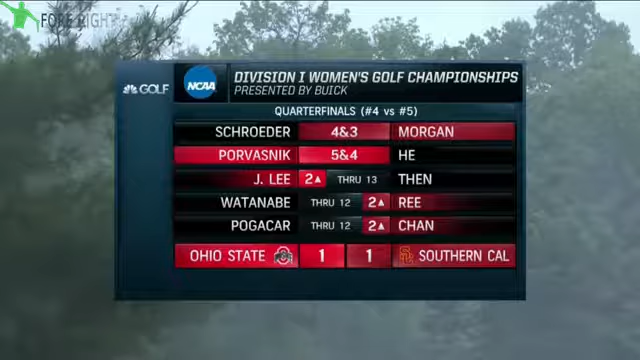 FORE RIGHT
NBC GOLF
NCAA
DIVISION I WOMEN'S GOLF CHAMPIONSHIPS
PRESENTED BY BUICK
QUARTERFINALS (#4 vs #5)
SCHROEDER 4&3 MORGAN
PORVASNIK 5&4 HE
J. LEE 2▲ THRU 13 THEN
WATANABE THRU 12 2▲ REE
POGACAR THRU 12 2▲ CHAN
OHIO STATE 1 1 SC SOUTHERN CAL